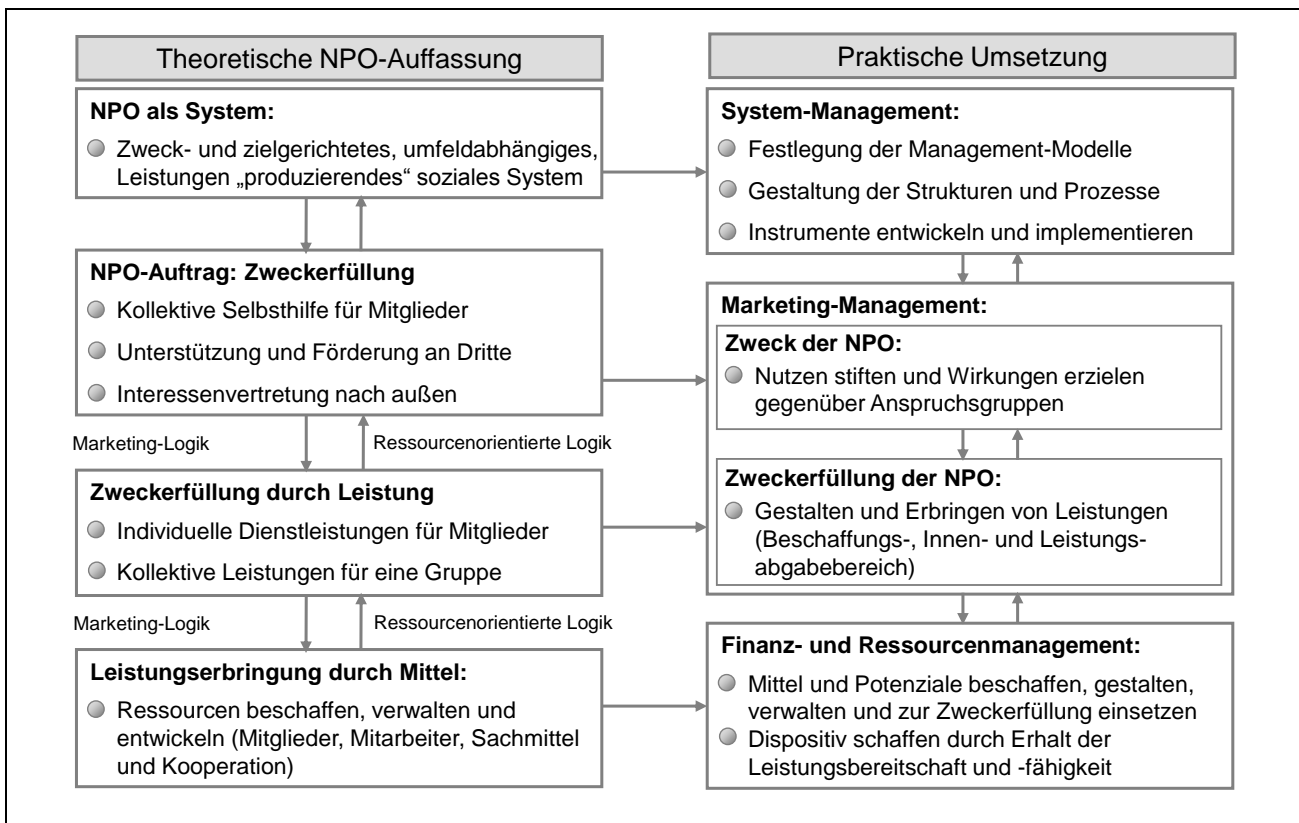 Theoretische NPO-Auffassung
NPO als System:
Zweck- und zielgerichtetes, umfeldabhängiges,
Leistungen „produzierendes“ soziales System
NPO-Auftrag: Zweckerfüllung
Kollektive Selbsthilfe für Mitglieder
Unterstützung und Förderung an Dritte
Interessenvertretung nach außen
Marketing-Logik
Ressourcenorientierte Logik
Zweckerfüllung durch Leistung
Individuelle Dienstleistungen für Mitglieder
Kollektive Leistungen für eine Gruppe
Marketing-Logik
Ressourcenorientierte Logik
Leistungserbringung durch Mittel:
Ressourcen beschaffen, verwalten und
entwickeln (Mitglieder, Mitarbeiter, Sachmittel
und Kooperation)
Praktische Umsetzung
System-Management:
Festlegung der Management-Modelle
Gestaltung der Strukturen und Prozesse
Instrumente entwickeln und implementieren
Marketing-Management:
Zweck der NPO:
Nutzen stiften und Wirkungen erzielen
gegenüber Anspruchsgruppen
Zweckerfüllung der NPO:
Gestalten und Erbringen von Leistungen
(Beschaffungs-, Innen- und Leistungs-
abgabebereich)
Finanz- und Ressourcenmanagement:
Mittel und Potenziale beschaffen, gestalten,
verwalten und zur Zweckerfüllung einsetzen
Dispositiv schaffen durch Erhalt der
Leistungsbereitschaft und -fähigkeit